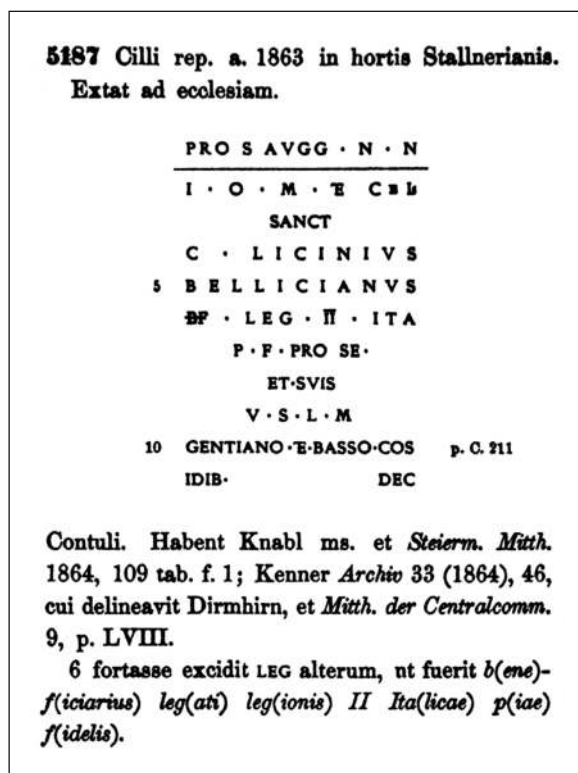 5187 Cilli rep. a. 1863 in hortis Stallnerianis.
Extat ad ecclesiam.
PRO S AVGG · N · N
I · O · M · E CEL
SANCT
C · LICINIVS
5 BELLICIANVS
BF · LEG · II · ITA
P · F · PRO SE ·
ET · SVIS
V · S · L · M
10 GENTIANO · E · BASSO · COS p. C. 211
IDIB · DEC
Contuli. Habent Knabl ms. et Steierm. Mitth.
1864, 109 tab. f. 1; Kenner Archiv 33 (1864), 46,
cui delineavit Dirmhirn, et Mitth. der Centralcomm.
9, p. LVIII.
6 fortasse excidit LEG alterum, ut fuerit b(ene)-
f(iciarius) leg(ati) leg(ionis) II Ita(licae) p(iae)
f(idelis).